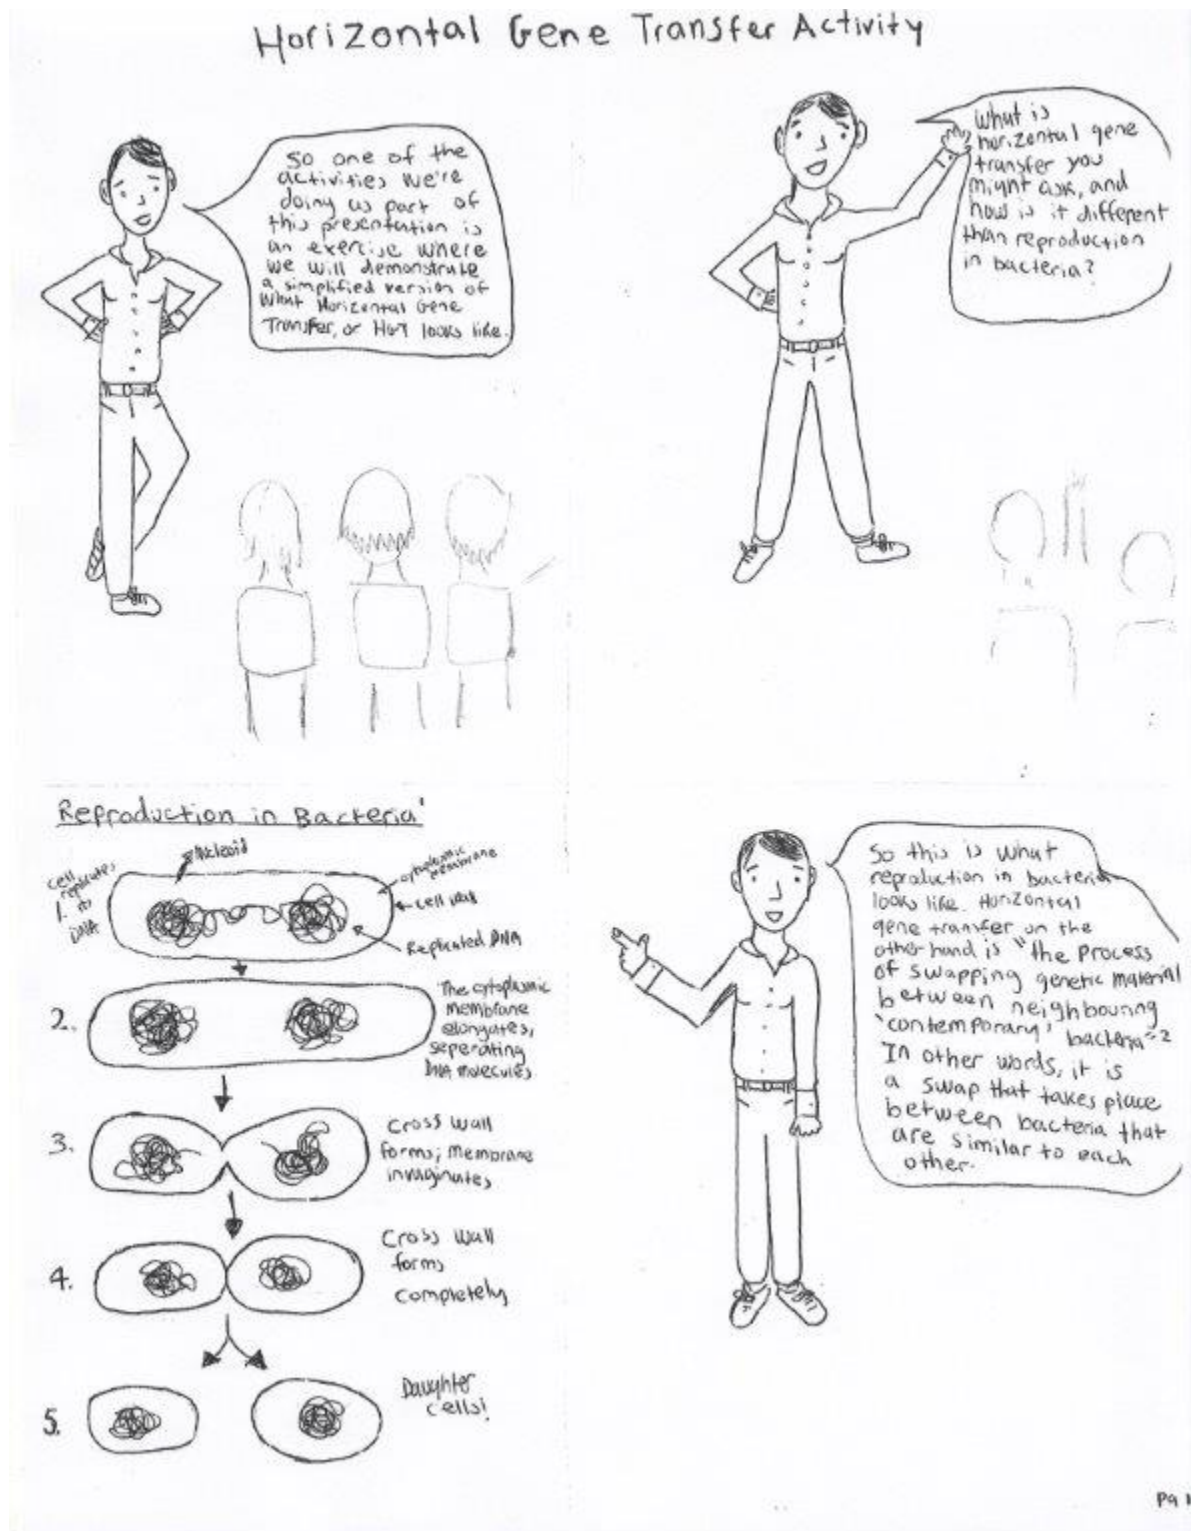 Horizontal Gene Transfer Activity
So one of the
activities we're
doing as part of
this presentation is
an exercise where
we will demonstrate
a simplified version of
what Horizontal Gene
Transfer, or HGT looks like.
What is
horizontal gene
transfer you
might ask, and
how is it different
than reproduction
in bacteria?
Reproduction in Bacteria¹
Nucleoid
cytoplasmic
membrane
cell wall
Replicated DNA
cell
replicates
1. its
DNA
2.
The cytoplasmic
membrane
elongates,
seperating
DNA molecules
3.
Cross wall
forms; membrane
invaginates
4.
Cross wall
forms
completely
5.
Daughter
cells!
So this is what
reproduction in bacteria
looks like. Horizontal
gene transfer on the
other hand is "the process
of swapping genetic material
between neighbouring
'contemporary' bacteria"²
In other words, it is
a swap that takes place
between bacteria that
are similar to each
other.
Pg 1